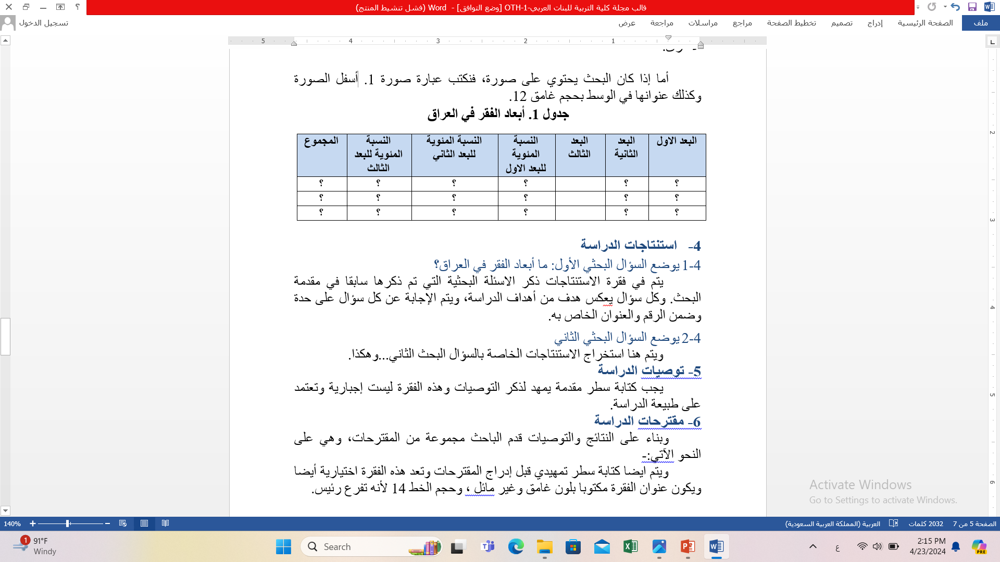 قالب مجلة كلية التربية للبنات العربي-1-OTH [وضع التوافق] - Word (فشل تنشيط المنتج)
ملف الصفحة الرئيسية إدراج تصميم تخطيط الصفحة مراجع مراسلات مراجعة عرض تسجيل الدخول
1 2 3 4 5
أما إذا كان البحث يحتوي على صورة، فنكتب عبارة صورة 1. أسفل الصورة
وكذلك عنوانها في الوسط بحجم غامق 12.
جدول 1. أبعاد الفقر في العراق
البعد الاول البعد الثانية البعد الثالث النسبة المئوية للبعد الاول النسبة المئوية للبعد الثاني النسبة المئوية للبعد الثالث المجموع
؟ ؟ ؟ ؟ ؟ ؟
؟ ؟ ؟ ؟ ؟ ؟
؟ ؟ ؟ ؟ ؟ ؟
4- استنتاجات الدراسة
1-4 يوضع السؤال البحثي الأول: ما أبعاد الفقر في العراق؟
يتم في فقرة الاستنتاجات ذكر الاسئلة البحثية التي تم ذكرها سابقا في مقدمة
البحث. وكل سؤال يعكس هدف من أهداف الدراسة، ويتم الإجابة عن كل سؤال على حدة
وضمن الرقم والعنوان الخاص به.
2-4 يوضع السؤال البحثي الثاني
ويتم هنا استخراج الاستنتاجات الخاصة بالسؤال البحث الثاني...وهكذا.
5- توصيات الدراسة
يجب كتابة سطر مقدمة يمهد لذكر التوصيات وهذه الفقرة ليست إجبارية وتعتمد
على طبيعة الدراسة.
6- مقترحات الدراسة
وبناء على النتائج والتوصيات قدم الباحث مجموعة من المقترحات، وهي على
النحو الآتي:-
ويتم ايضا كتابة سطر تمهيدي قبل إدراج المقترحات وتعد هذه الفقرة اختيارية أيضا
ويكون عنوان الفقرة مكتوبا بلون غامق وغير مائل ، وحجم الخط 14 لأنه تفرع رئيس.
2
3
4
5
6
Activate Windows
Go to Settings to activate Windows.
الصفحة 5 من 7 2032 كلمات العربية (المملكة العربية السعودية) 140%
1 91°F
Windy
Search
ع
2:15 PM
4/23/2024
PRE